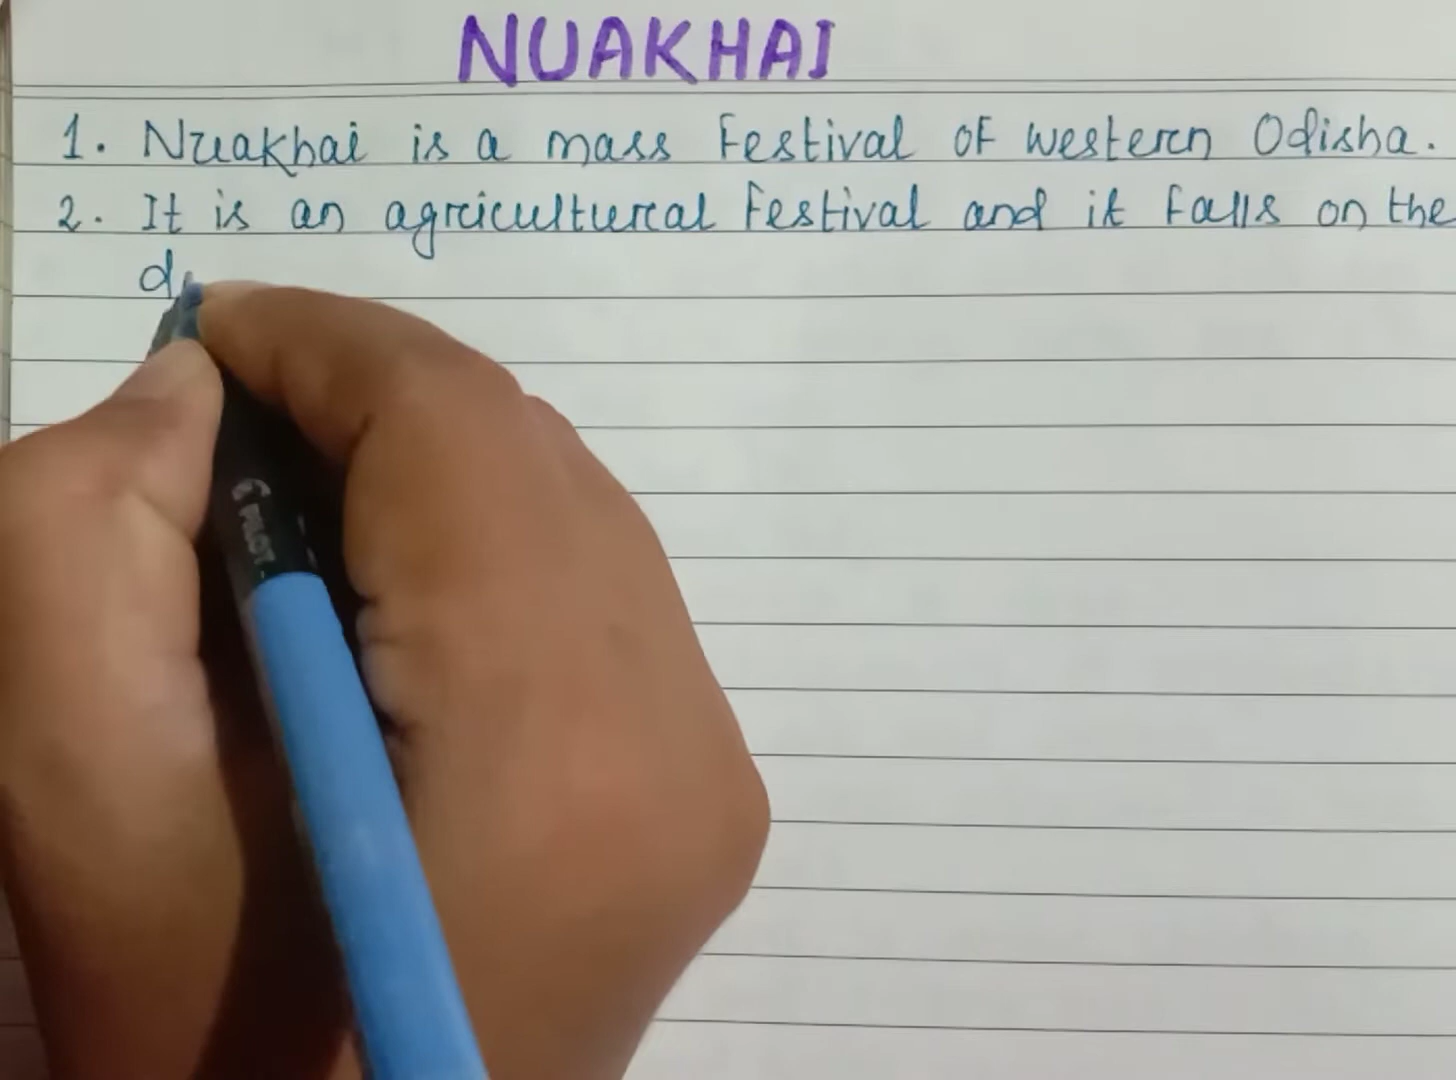 NUAKHAI
1. Nuakhai is a mass Festival of western Odisha.
2. It is an agricultural Festival and it falls on the
PILOT